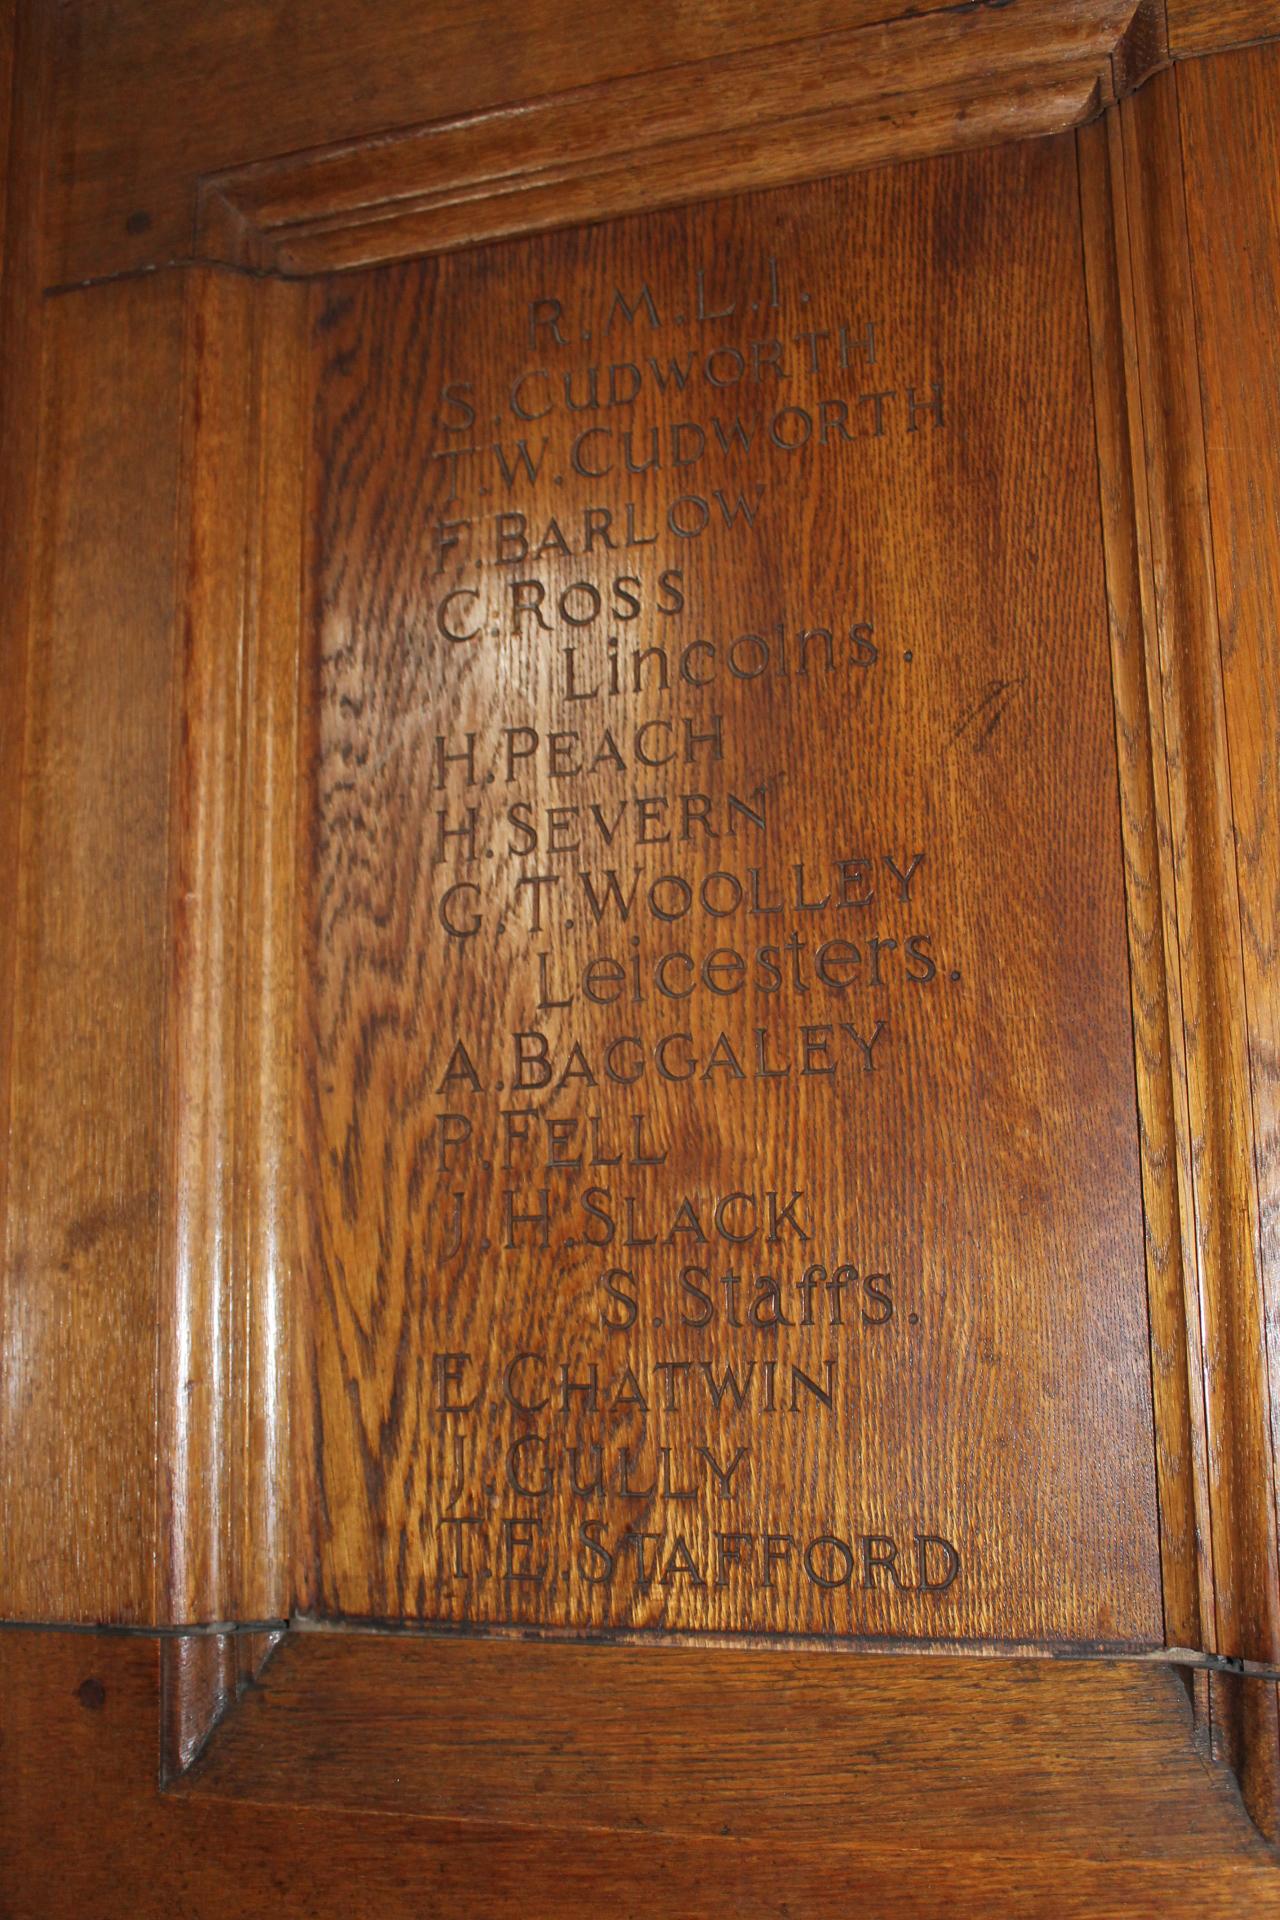 R.M.L.I.
S. CUDWORTH
T.W. CUDWORTH
F. BARLOW
C. ROSS
Lincolns.
H. PEACH
H. SEVERN
G.T. WOOLLEY
Leicesters.
A. BAGGALEY
P. FELL
J.H. SLACK
S. Staffs.
E. CHATWIN
J. GULLY
T.E. STAFFORD